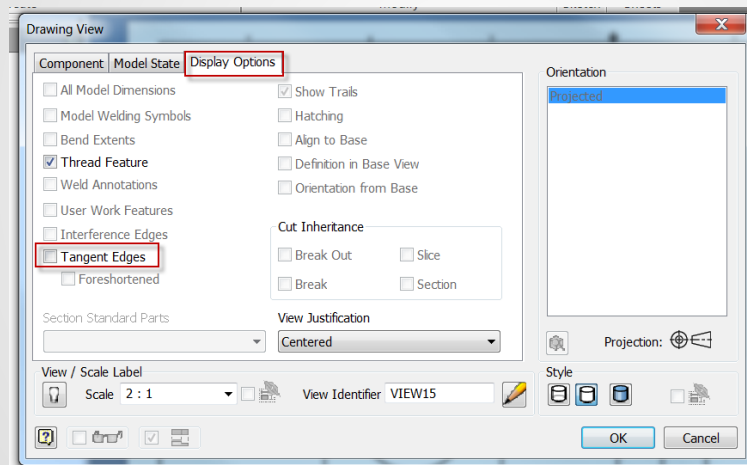 Drawing View
Component Model State Display Options
All Model Dimensions
Model Welding Symbols
Bend Extents
Thread Feature
Weld Annotations
User Work Features
Interference Edges
Tangent Edges
Foreshortened
Section Standard Parts
Show Trails
Hatching
Align to Base
Definition in Base View
Orientation from Base
Cut Inheritance
Break Out Slice
Break Section
View Justification
Centered
Orientation
Projected
Projection:
View / Scale Label
Scale 2 : 1 View Identifier VIEW15
Style
OK Cancel